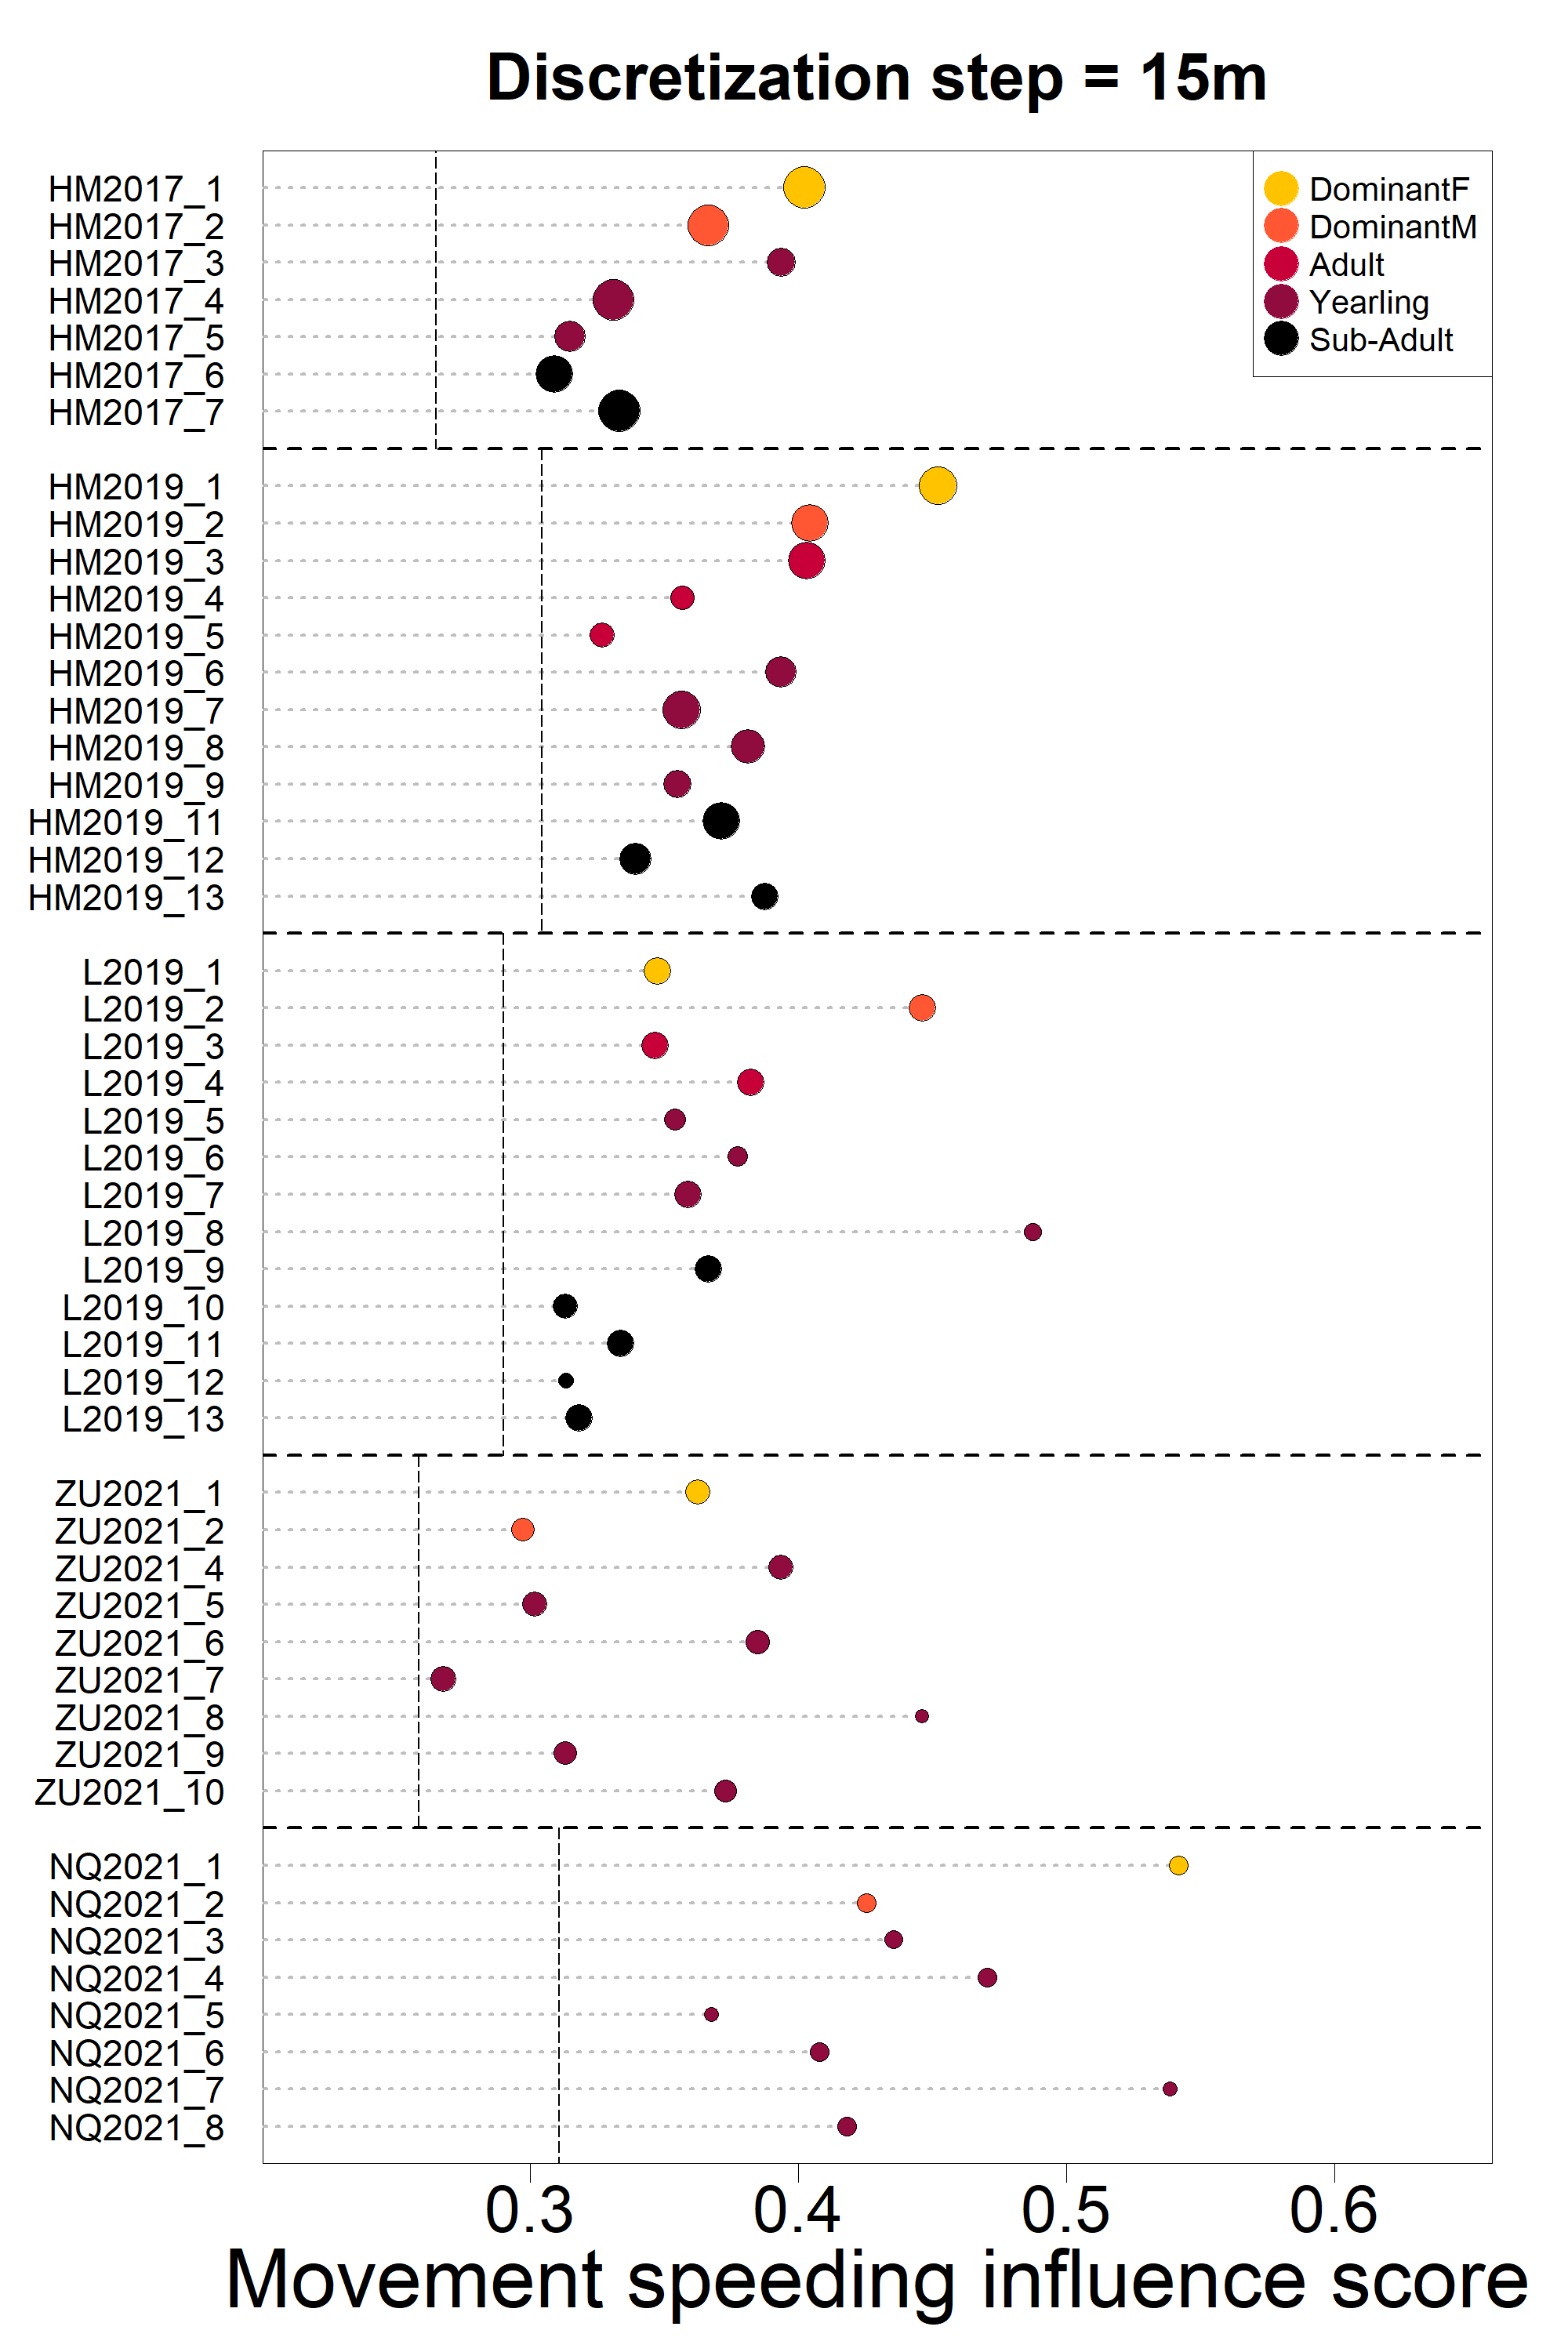 Discretization step = 15m
DominantF
DominantM
Adult
Yearling
Sub-Adult
HM2017_1
HM2017_2
HM2017_3
HM2017_4
HM2017_5
HM2017_6
HM2017_7
HM2019_1
HM2019_2
HM2019_3
HM2019_4
HM2019_5
HM2019_6
HM2019_7
HM2019_8
HM2019_9
HM2019_11
HM2019_12
HM2019_13
L2019_1
L2019_2
L2019_3
L2019_4
L2019_5
L2019_6
L2019_7
L2019_8
L2019_9
L2019_10
L2019_11
L2019_12
L2019_13
ZU2021_1
ZU2021_2
ZU2021_4
ZU2021_5
ZU2021_6
ZU2021_7
ZU2021_8
ZU2021_9
ZU2021_10
NQ2021_1
NQ2021_2
NQ2021_3
NQ2021_4
NQ2021_5
NQ2021_6
NQ2021_7
NQ2021_8
0.3 0.4 0.5 0.6
Movement speeding influence score